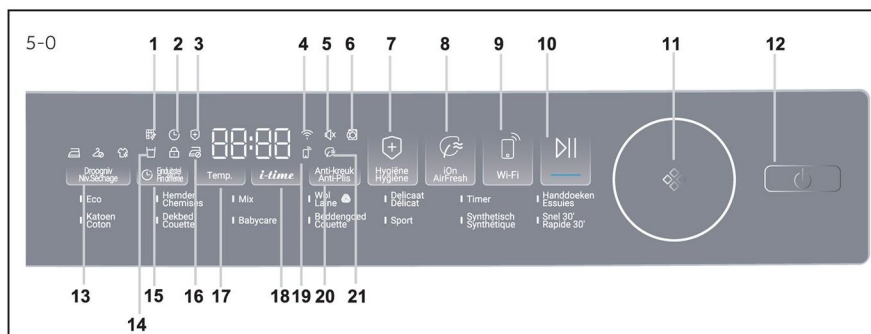 5-0
1 2 3 4 5 6 7 8 9 10 11 12
88:88
Droogniv
Niv.Séchage
Temp.
i-time
Anti-kreuk
Anti-Plis
Hygiëne
Hygiène
iOn
AirFresh
Wi-Fi
Eco
Katoen
Coton
Hemden
Chemises
Dekbed
Couette
Mix
Babycare
Wol
Laine
Beddengoed
Couette
Delicaat
Délicat
Sport
Timer
Synthetisch
Synthétique
Handdoeken
Essuies
Snel 30'
Rapide 30'
13 14 15 16 17 18 19 20 21